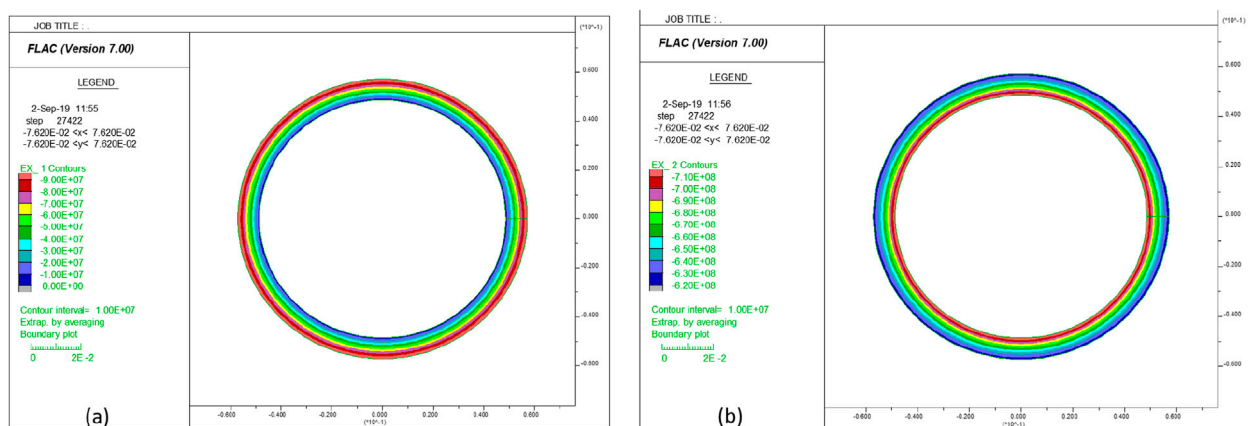 JOB TITLE : .
(*10^-1)
FLAC (Version 7.00)
LEGEND
2-Sep-19 11:55
step 27422
-7.620E-02 <x< 7.620E-02
-7.620E-02 <y< 7.620E-02
EX_ 1 Contours
-9.00E+07
-8.00E+07
-7.00E+07
-6.00E+07
-5.00E+07
-4.00E+07
-3.00E+07
-2.00E+07
-1.00E+07
0.00E+00
Contour interval= 1.00E+07
Extrap. by averaging
Boundary plot
0 2E -2
0.600
0.400
0.200
0.000
-0.200
-0.400
-0.600
-0.600 -0.400 -0.200 0.000 0.200 0.400 0.600
(*10^-1)
(a)
JOB TITLE : .
(*10^-1)
FLAC (Version 7.00)
LEGEND
2-Sep-19 11:56
step 27422
-7.620E-02 <x< 7.620E-02
-7.620E-02 <y< 7.620E-02
EX_ 2 Contours
-7.10E+08
-7.00E+08
-6.90E+08
-6.80E+08
-6.70E+08
-6.60E+08
-6.50E+08
-6.40E+08
-6.30E+08
-6.20E+08
Contour interval= 1.00E+07
Extrap. by averaging
Boundary plot
0 2E -2
0.600
0.400
0.200
0.000
-0.200
-0.400
-0.600
-0.600 -0.400 -0.200 0.000 0.200 0.400 0.600
(*10^-1)
(b)